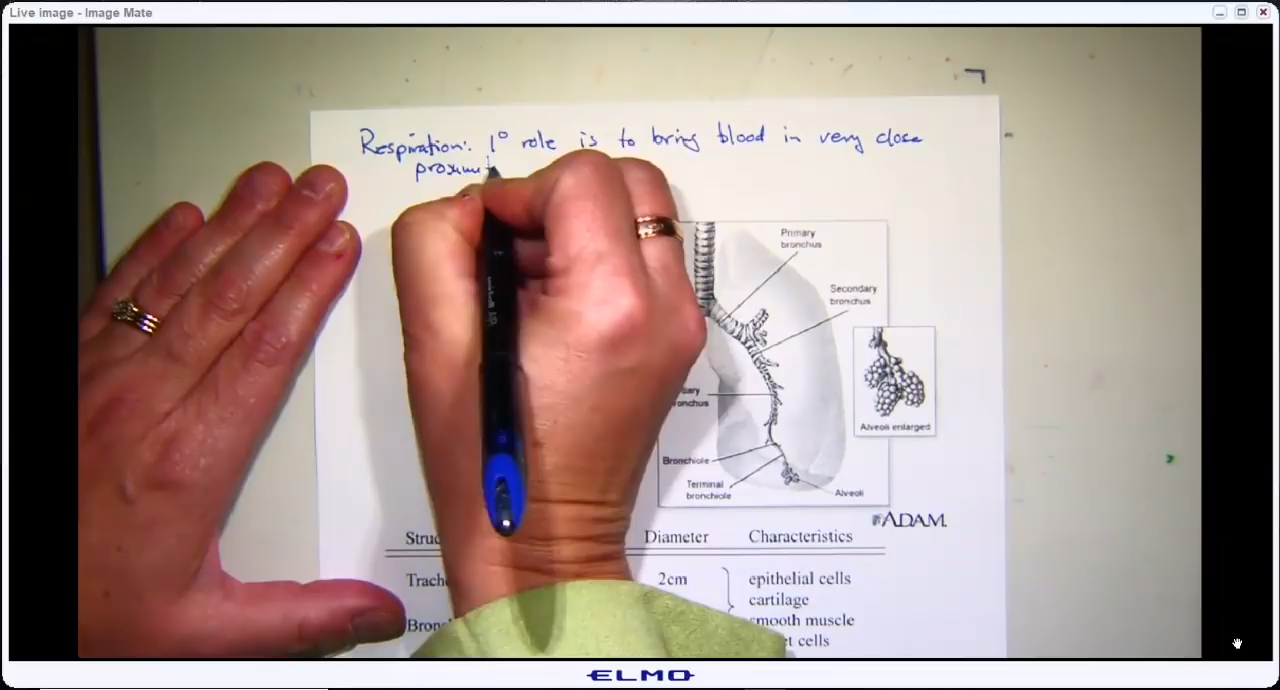 Live image - Image Mate
Respiration: 1° role is to bring blood in very close
Primary
bronchus
Secondary
bronchus
Alveoli enlarged
Bronchiole
Terminal
bronchiole
Alveoli
ADAM
Diameter Characteristics
2cm epithelial cells
cartilage
smooth muscle
ELMO